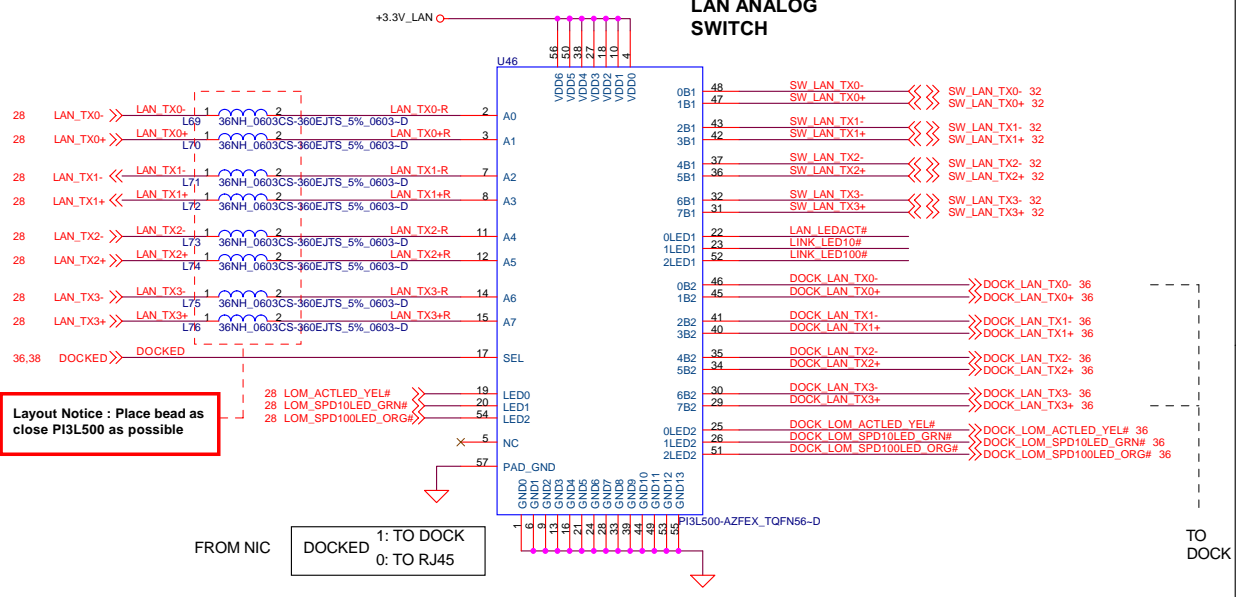 LAN ANALOG
SWITCH
+3.3V_LAN
U46
56 50 38 27 18 10 4
VDD6 VDD5 VDD4 VDD3 VDD2 VDD1 VDD0
28 LAN_TX0- LAN_TX0- 1 2 LAN_TX0-R 2 A0
L69 36NH_0603CS-360EJTS_5%_0603~D
28 LAN_TX0+ LAN_TX0+ 1 2 LAN_TX0+R 3 A1
L70 36NH_0603CS-360EJTS_5%_0603~D
28 LAN_TX1- LAN_TX1- 1 2 LAN_TX1-R 7 A2
L71 36NH_0603CS-360EJTS_5%_0603~D
28 LAN_TX1+ LAN_TX1+ 1 2 LAN_TX1+R 8 A3
L72 36NH_0603CS-360EJTS_5%_0603~D
28 LAN_TX2- LAN_TX2- 1 2 LAN_TX2-R 11 A4
L73 36NH_0603CS-360EJTS_5%_0603~D
28 LAN_TX2+ LAN_TX2+ 1 2 LAN_TX2+R 12 A5
L74 36NH_0603CS-360EJTS_5%_0603~D
28 LAN_TX3- LAN_TX3- 1 2 LAN_TX3-R 14 A6
L75 36NH_0603CS-360EJTS_5%_0603~D
28 LAN_TX3+ LAN_TX3+ 1 2 LAN_TX3+R 15 A7
L76 36NH_0603CS-360EJTS_5%_0603~D
36,38 DOCKED DOCKED 17 SEL
28 LOM_ACTLED_YEL# 19 LED0
28 LOM_SPD10LED_GRN# 20 LED1
28 LOM_SPD100LED_ORG# 54 LED2
5 NC
57 PAD_GND
0B1 48 SW_LAN_TX0- SW_LAN_TX0- 32
1B1 47 SW_LAN_TX0+ SW_LAN_TX0+ 32
2B1 43 SW_LAN_TX1- SW_LAN_TX1- 32
3B1 42 SW_LAN_TX1+ SW_LAN_TX1+ 32
4B1 37 SW_LAN_TX2- SW_LAN_TX2- 32
5B1 36 SW_LAN_TX2+ SW_LAN_TX2+ 32
6B1 32 SW_LAN_TX3- SW_LAN_TX3- 32
7B1 31 SW_LAN_TX3+ SW_LAN_TX3+ 32
0LED1 22 LAN_LEDACT#
1LED1 23 LINK_LED10#
2LED1 52 LINK_LED100#
0B2 46 DOCK_LAN_TX0- DOCK_LAN_TX0- 36
1B2 45 DOCK_LAN_TX0+ DOCK_LAN_TX0+ 36
2B2 41 DOCK_LAN_TX1- DOCK_LAN_TX1- 36
3B2 40 DOCK_LAN_TX1+ DOCK_LAN_TX1+ 36
4B2 35 DOCK_LAN_TX2- DOCK_LAN_TX2- 36
5B2 34 DOCK_LAN_TX2+ DOCK_LAN_TX2+ 36
6B2 30 DOCK_LAN_TX3- DOCK_LAN_TX3- 36
7B2 29 DOCK_LAN_TX3+ DOCK_LAN_TX3+ 36
0LED2 25 DOCK_LOM_ACTLED_YEL# DOCK_LOM_ACTLED_YEL# 36
1LED2 26 DOCK_LOM_SPD10LED_GRN# DOCK_LOM_SPD10LED_GRN# 36
2LED2 51 DOCK_LOM_SPD100LED_ORG# DOCK_LOM_SPD100LED_ORG# 36
Layout Notice : Place bead as
close PI3L500 as possible
GND0 GND1 GND2 GND3 GND4 GND5 GND6 GND7 GND8 GND9 GND10 GND11 GND12 GND13
1 6 9 13 16 21 24 28 33 39 44 49 53 55
PI3L500-AZFEX_TQFN56~D
FROM NIC
DOCKED 1: TO DOCK
0: TO RJ45
TO
DOCK